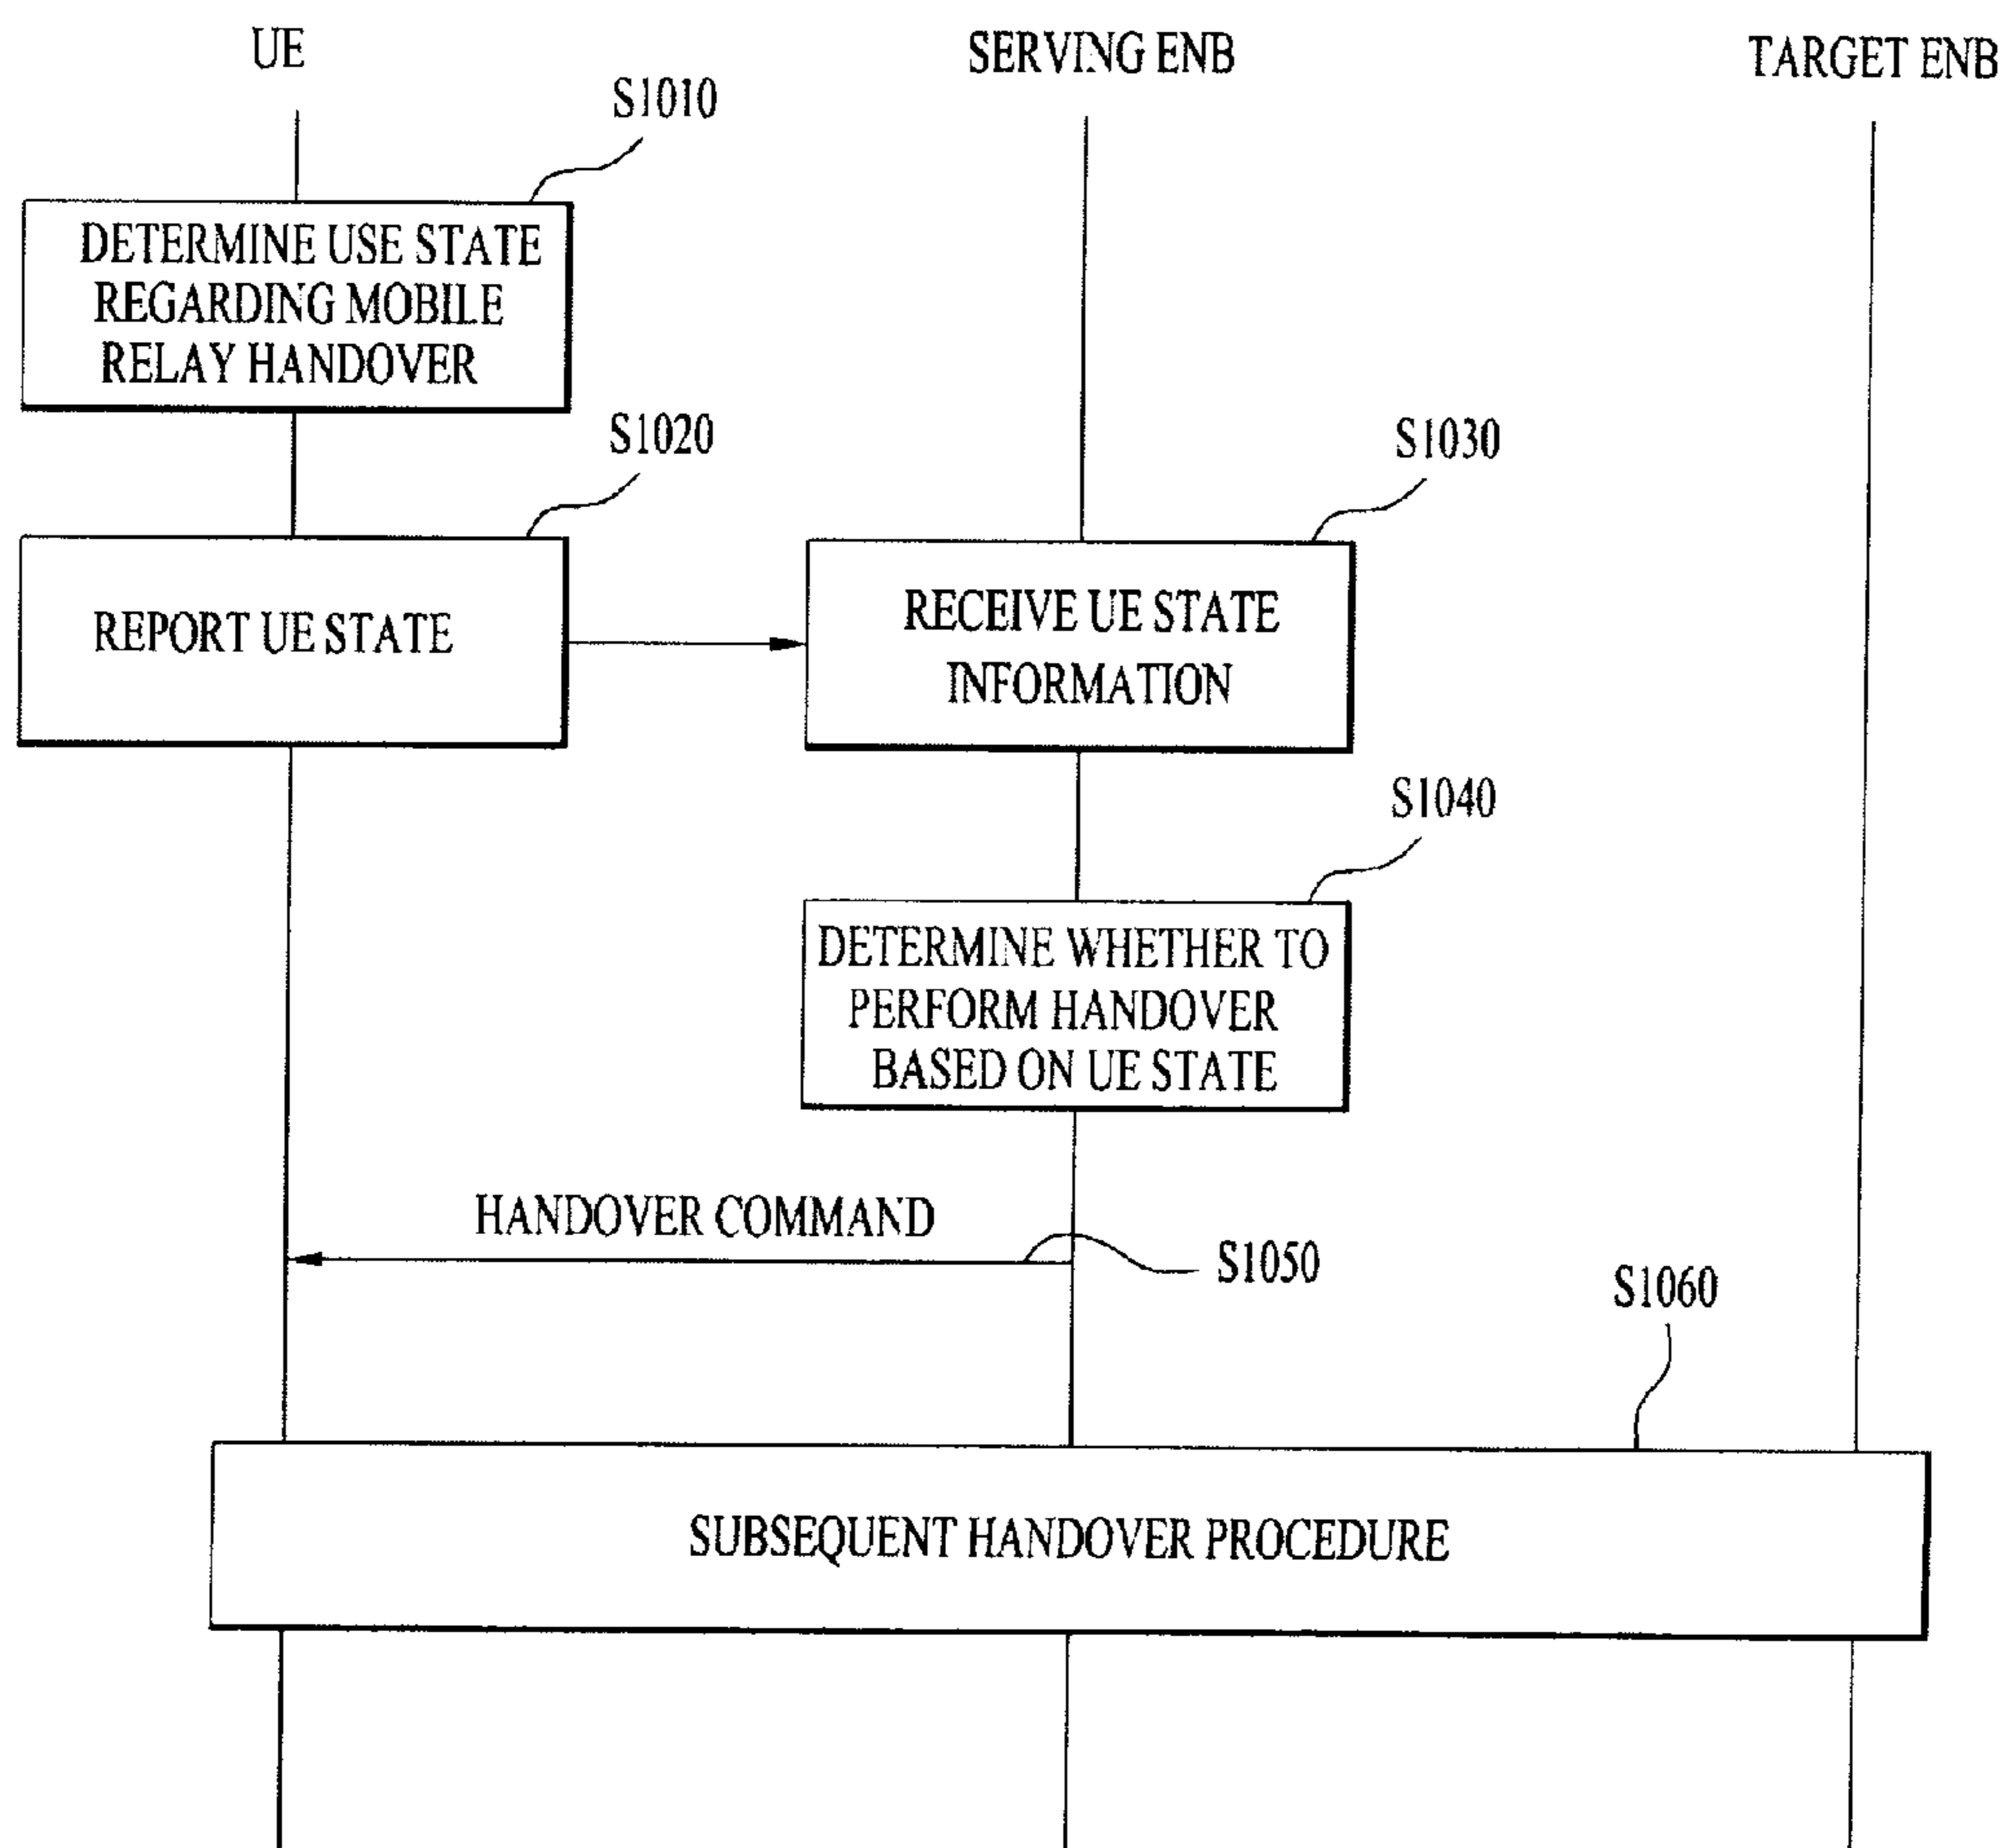 UE
SERVING ENB
TARGET ENB
S1010
DETERMINE USE STATE
REGARDING MOBILE
RELAY HANDOVER
S1020
REPORT UE STATE
S1030
RECEIVE UE STATE
INFORMATION
S1040
DETERMINE WHETHER TO
PERFORM HANDOVER
BASED ON UE STATE
HANDOVER COMMAND
S1050
S1060
SUBSEQUENT HANDOVER PROCEDURE